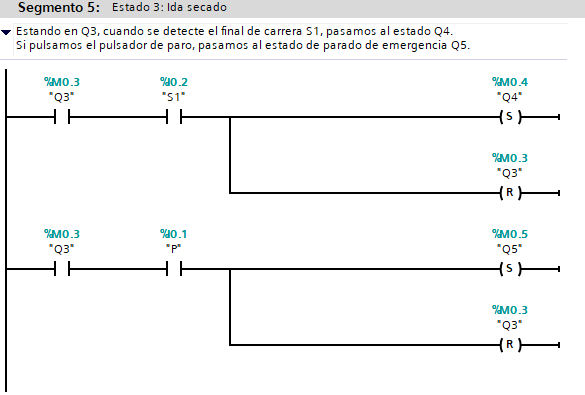 Segmento 5: Estado 3: Ida secado
Estando en Q3, cuando se detecte el final de carrera S1, pasamos al estado Q4.
Si pulsamos el pulsador de paro, pasamos al estado de parado de emergencia Q5.
%M0.3 %I0.2 %M0.4
"Q3" "S1" "Q4"
S
%M0.3
"Q3"
R
%M0.3 %I0.1 %M0.5
"Q3" "P" "Q5"
S
%M0.3
"Q3"
R